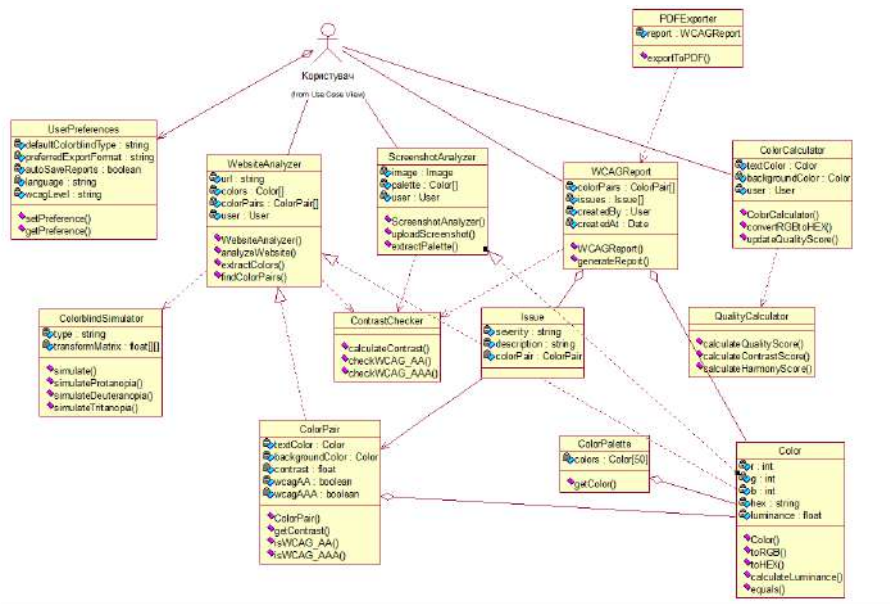 PDFExporter
report : WCAGReport
exportToPDF()
Користувач
(from Use Case View)
UserPreferences
defaultColorblindType : string
preferredExportFormat : string
autoSaveReports : boolean
language : string
wcagLevel : string
setPreference()
getPreference()
WebsiteAnalyzer
url : string
colors : Color[]
colorPairs : ColorPair[]
user : User
WebsiteAnalyzer()
analyzeWebsite()
extractColors()
findColorPairs()
ScreenshotAnalyzer
image : Image
palette : Color[]
user : User
ScreenshotAnalyzer()
uploadScreenshot()
extractPalette()
WCAGReport
colorPairs : ColorPair[]
issues : Issue[]
createdBy : User
createdAt : Date
WCAGReport()
generateReport()
ColorCalculator
textColor : Color
backgroundColor : Color
user : User
ColorCalculator()
convertRGBtoHEX()
updateQualityScore()
ColorblindSimulator
type : string
transformMatrix : float[][]
simulate()
simulateProtanopia()
simulateDeuteranopia()
simulateTritanopia()
ContrastChecker
calculateContrast()
checkWCAG_AA()
checkWCAG_AAA()
Issue
severity : string
description : string
colorPair : ColorPair
QualityCalculator
calculateQualityScore()
calculateContrastScore()
calculateHarmonyScore()
ColorPair
textColor : Color
backgroundColor : Color
contrast : float
wcagAA : boolean
wcagAAA : boolean
ColorPair()
getContrast()
isWCAG_AA()
isWCAG_AAA()
ColorPalette
colors : Color[50]
getColor()
Color
r : int
g : int
b : int
hex : string
luminance : float
Color()
toRGB()
toHEX()
calculateLuminance()
equals()